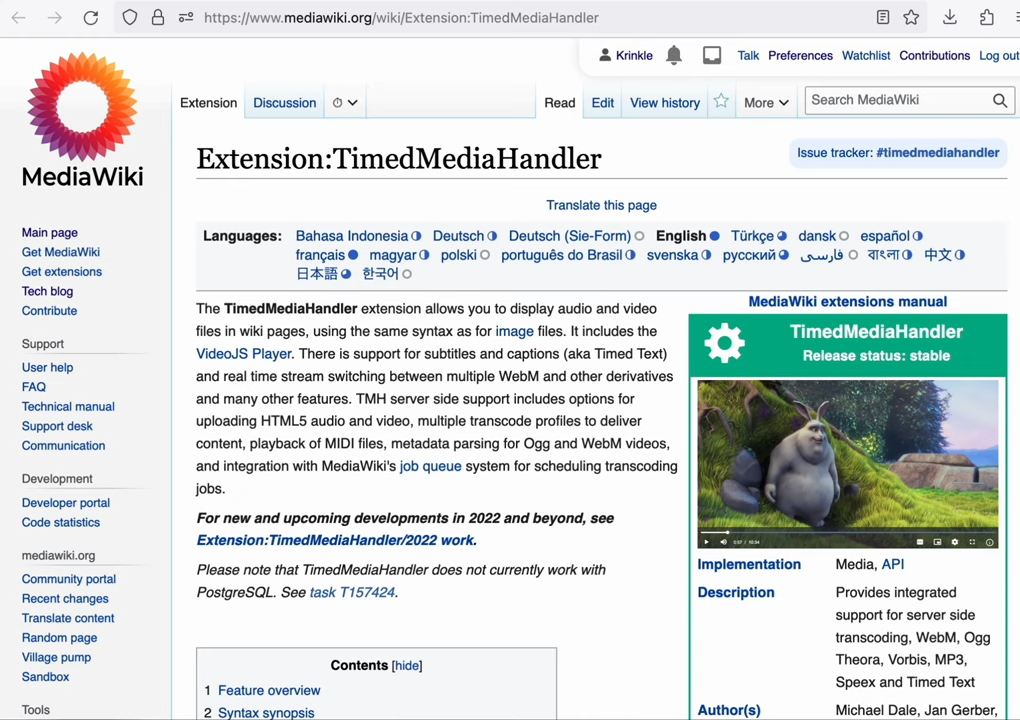 https://www.mediawiki.org/wiki/Extension:TimedMediaHandler
Krinkle Talk Preferences Watchlist Contributions Log out
Extension Discussion Read Edit View history More Search MediaWiki
MediaWiki
Extension:TimedMediaHandler
Issue tracker: #timedmediahandler
Translate this page
Languages: Bahasa Indonesia Deutsch Deutsch (Sie-Form) English Türkçe dansk español
français magyar polski português do Brasil svenska русский فارسی বাংলা 中文
日本語 한국어
Main page
Get MediaWiki
Get extensions
Tech blog
Contribute
Support
User help
FAQ
Technical manual
Support desk
Communication
Development
Developer portal
Code statistics
mediawiki.org
Community portal
Recent changes
Translate content
Random page
Village pump
Sandbox
Tools
The TimedMediaHandler extension allows you to display audio and video
files in wiki pages, using the same syntax as for image files. It includes the
VideoJS Player. There is support for subtitles and captions (aka Timed Text)
and real time stream switching between multiple WebM and other derivatives
and many other features. TMH server side support includes options for
uploading HTML5 audio and video, multiple transcode profiles to deliver
content, playback of MIDI files, metadata parsing for Ogg and WebM videos,
and integration with MediaWiki's job queue system for scheduling transcoding
jobs.
For new and upcoming developments in 2022 and beyond, see
Extension:TimedMediaHandler/2022 work.
Please note that TimedMediaHandler does not currently work with
PostgreSQL. See task T157424.
Contents [hide]
1 Feature overview
2 Syntax synopsis
MediaWiki extensions manual
TimedMediaHandler
Release status: stable
0:07 / 10:34
Implementation Media, API
Description Provides integrated
support for server side
transcoding, WebM, Ogg
Theora, Vorbis, MP3,
Speex and Timed Text
Author(s) Michael Dale, Jan Gerber,